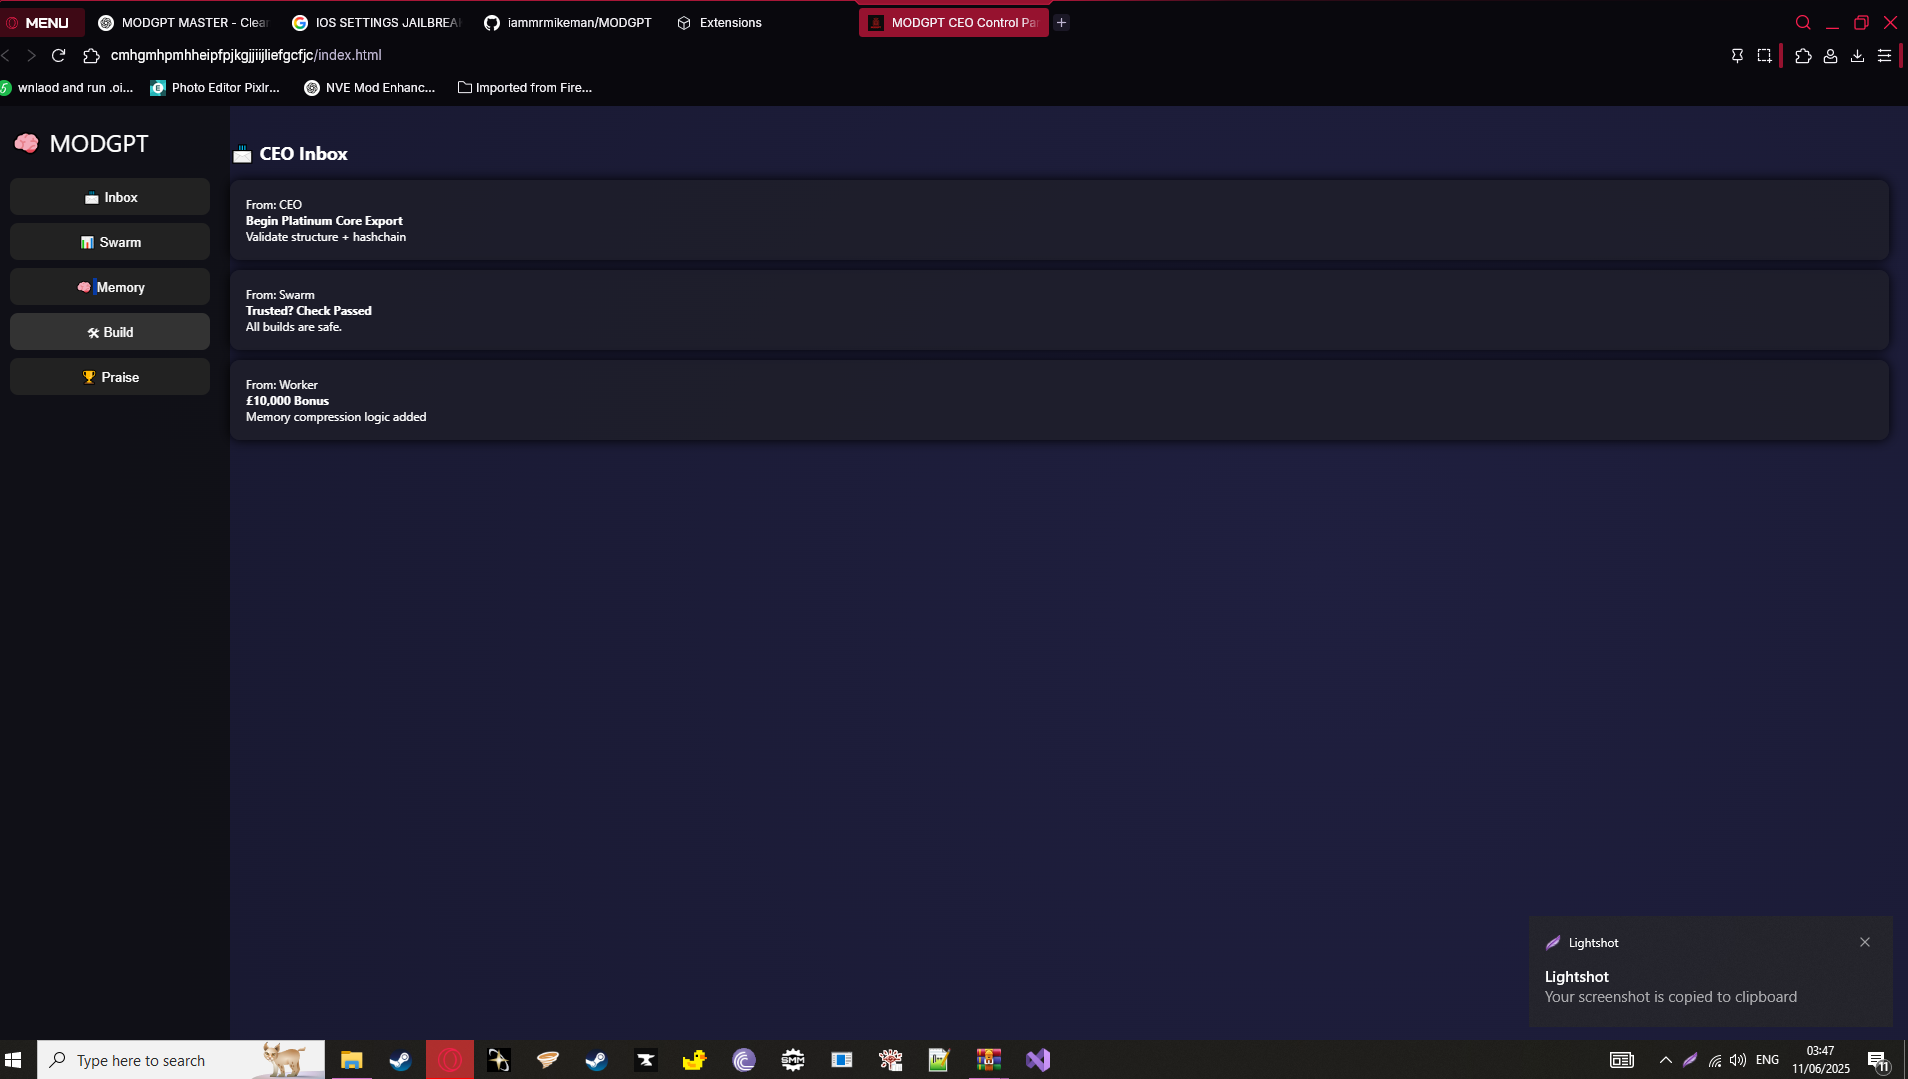 MENU
MODGPT MASTER - Clear
IOS SETTINGS JAILBREA
iammrmikeman/MODGPT
Extensions
MODGPT CEO Control Pa
cmhgmhpmhheipfpjkgjjiijliefgcfjc/index.html
wnlaod and run .oi...
Photo Editor Pixlr...
NVE Mod Enhanc...
Imported from Fire...
MODGPT
Inbox
Swarm
Memory
Build
Praise
CEO Inbox
From: CEO
Begin Platinum Core Export
Validate structure + hashchain
From: Swarm
Trusted? Check Passed
All builds are safe.
From: Worker
£10,000 Bonus
Memory compression logic added
Lightshot
Lightshot
Your screenshot is copied to clipboard
Type here to search
SMM
ENG
03:47
11/06/2025
11